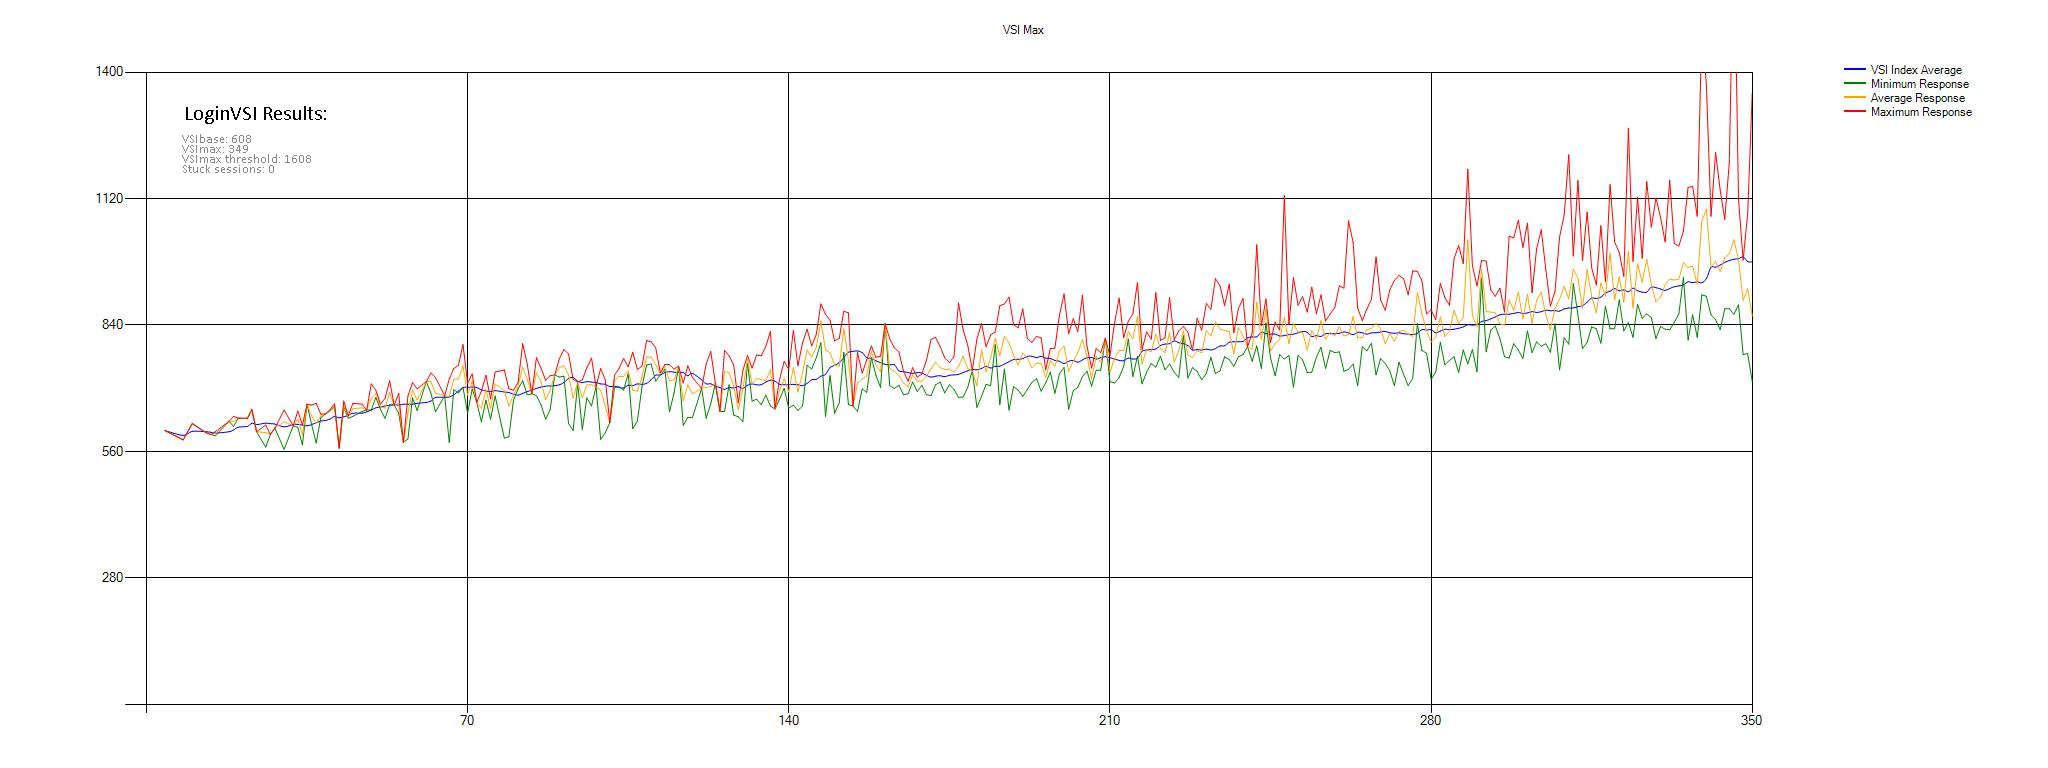 VSI Max
1400
1120
840
560
280
70
140
210
280
350
LoginVSI Results:
VSIbase: 608
VSImax: 349
VSImax threshold: 1608
Stuck sessions: 0
VSI Index Average
Minimum Response
Average Response
Maximum Response